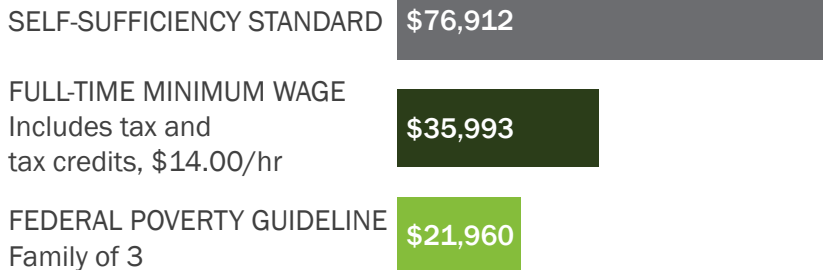 SELF-SUFFICIENCY STANDARD $76,912
FULL-TIME MINIMUM WAGE
Includes tax and
tax credits, $14.00/hr
$35,993
FEDERAL POVERTY GUIDELINE
Family of 3
$21,960